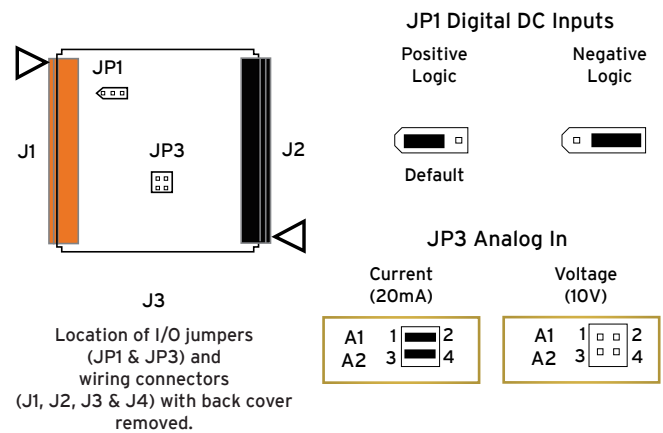 JP1
J1
JP3
J2
J3
Location of I/O jumpers
(JP1 & JP3) and
wiring connectors
(J1, J2, J3 & J4) with back cover
removed.
JP1 Digital DC Inputs
Positive
Logic
Negative
Logic
Default
JP3 Analog In
Current
(20mA)
Voltage
(10V)
A1 1 2
A2 3 4
A1 1 2
A2 3 4